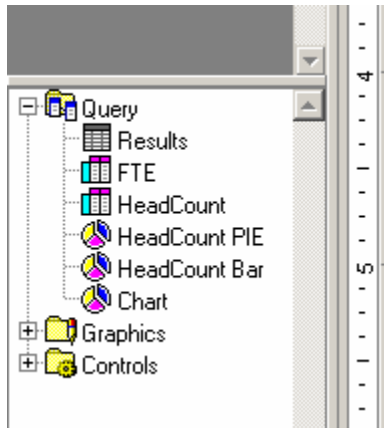 4
Query
Results
FTE
HeadCount
HeadCount PIE
HeadCount Bar
5
Chart
Graphics
Controls